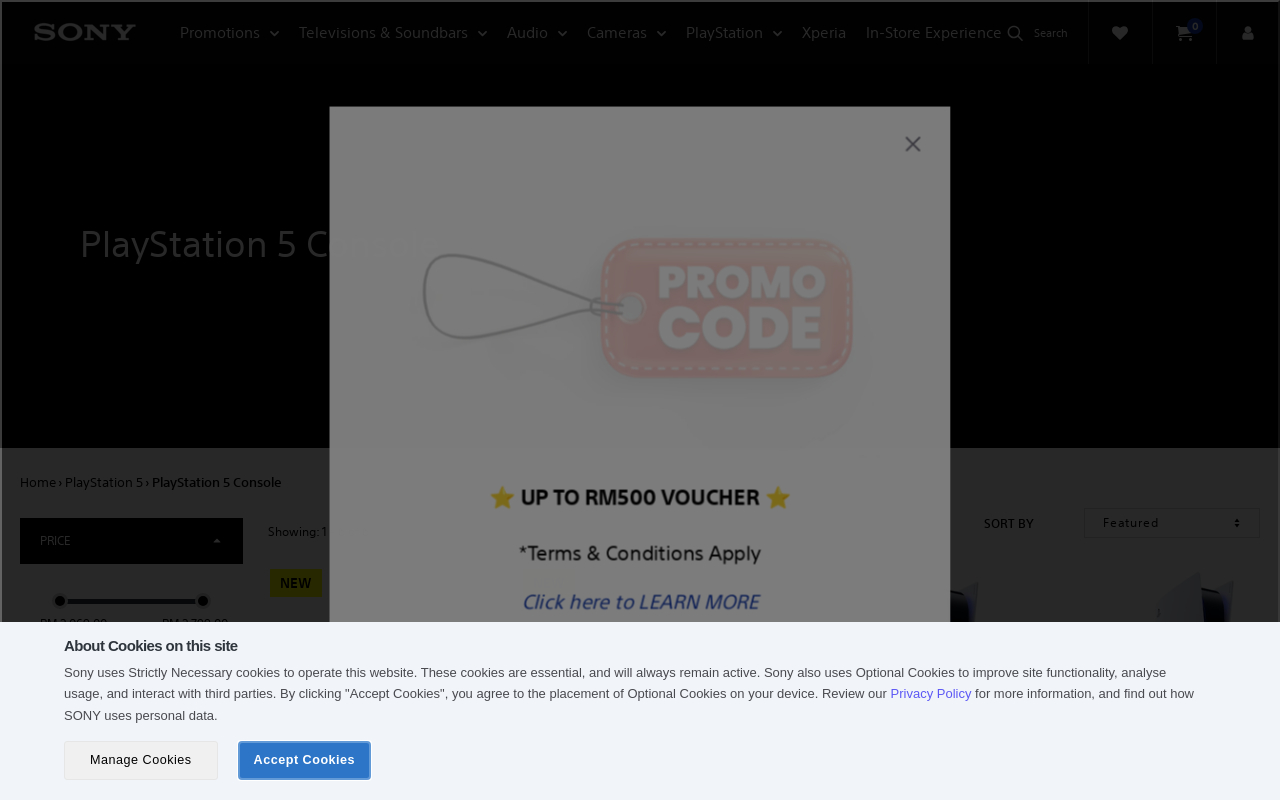 SONY
Promotions
Televisions & Soundbars
Audio
Cameras
PlayStation
Xperia
In-Store Experience
Search
0
PROMO
CODE
PlayStation 5 C
⭐ UP TO RM500 VOUCHER ⭐
*Terms & Conditions Apply
Click here to LEARN MORE
Home › PlayStation 5 › PlayStation 5 Console
PRICE
Showing: 1
SORT BY
Featured
NEW
About Cookies on this site
Sony uses Strictly Necessary cookies to operate this website. These cookies are essential, and will always remain active. Sony also uses Optional Cookies to improve site functionality, analyse
usage, and interact with third parties. By clicking "Accept Cookies", you agree to the placement of Optional Cookies on your device. Review our Privacy Policy for more information, and find out how
SONY uses personal data.
Manage Cookies
Accept Cookies